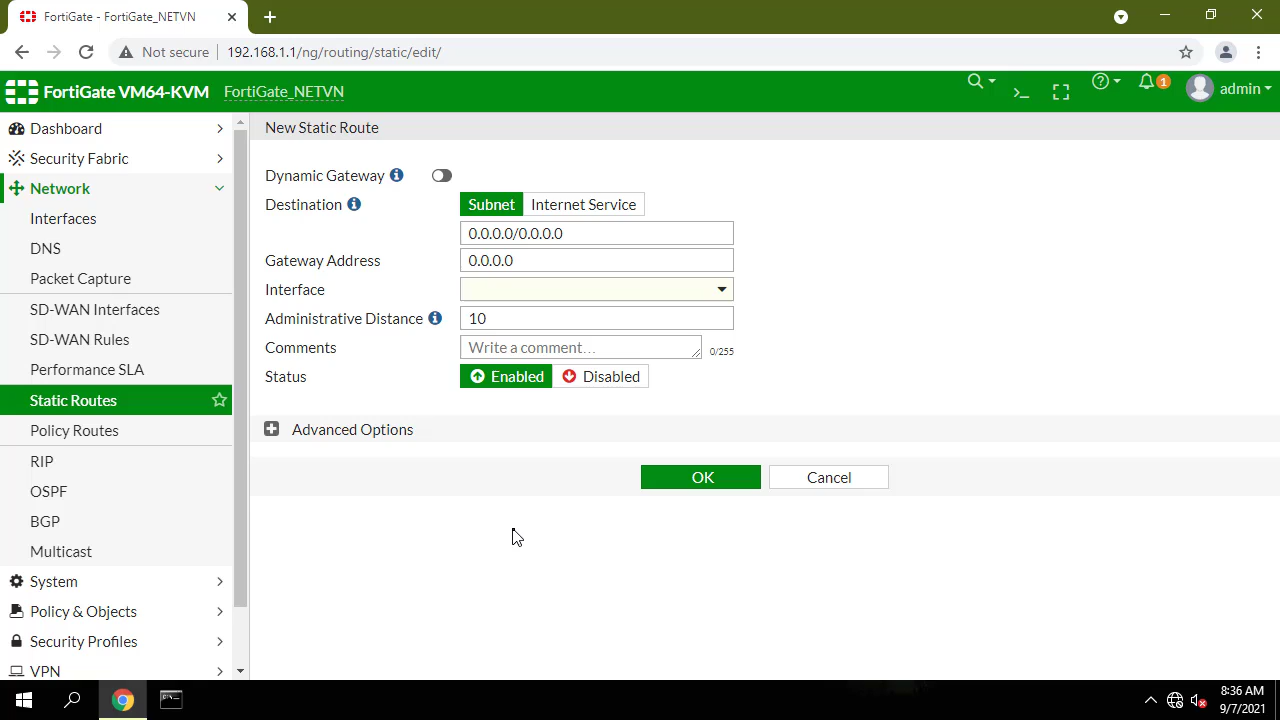 FortiGate - FortiGate_NETVN
Not secure
192.168.1.1/ng/routing/static/edit/
FortiGate VM64-KVM
FortiGate_NETVN
1
admin
Dashboard
Security Fabric
Network
Interfaces
DNS
Packet Capture
SD-WAN Interfaces
SD-WAN Rules
Performance SLA
Static Routes
Policy Routes
RIP
OSPF
BGP
Multicast
System
Policy & Objects
Security Profiles
VPN
New Static Route
Dynamic Gateway
Destination
Subnet
Internet Service
0.0.0.0/0.0.0.0
Gateway Address
0.0.0.0
Interface
Administrative Distance
10
Comments
Write a comment...
0/255
Status
Enabled
Disabled
Advanced Options
OK
Cancel
8:36 AM
9/7/2021